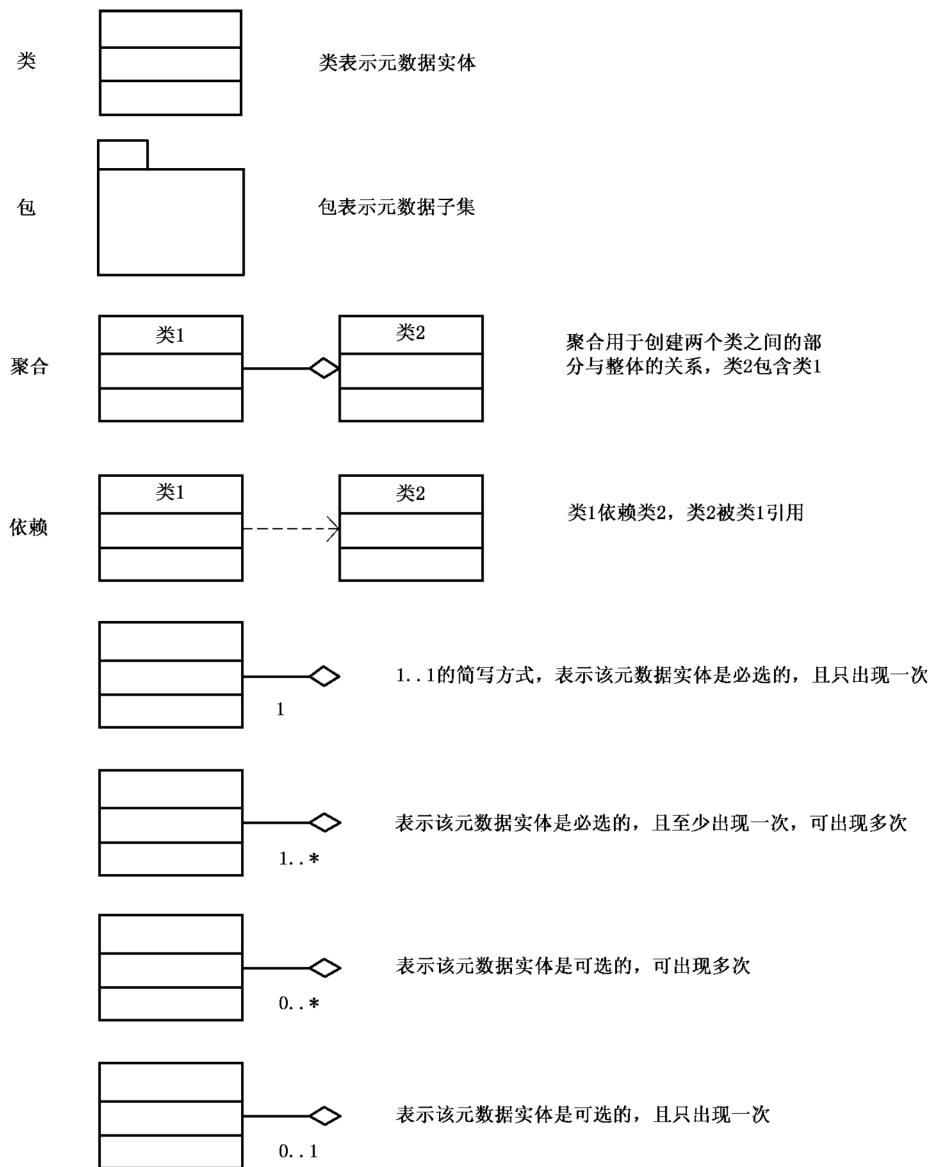 类
类表示元数据实体
包
包表示元数据子集
聚合
类1
类2
聚合用于创建两个类之间的部
分与整体的关系，类2包含类1
依赖
类1
类2
类1依赖类2，类2被类1引用
1..1的简写方式，表示该元数据实体是必选的，且只出现一次
1
表示该元数据实体是必选的，且至少出现一次，可出现多次
1..*
表示该元数据实体是可选的，可出现多次
0..*
表示该元数据实体是可选的，且只出现一次
0..1